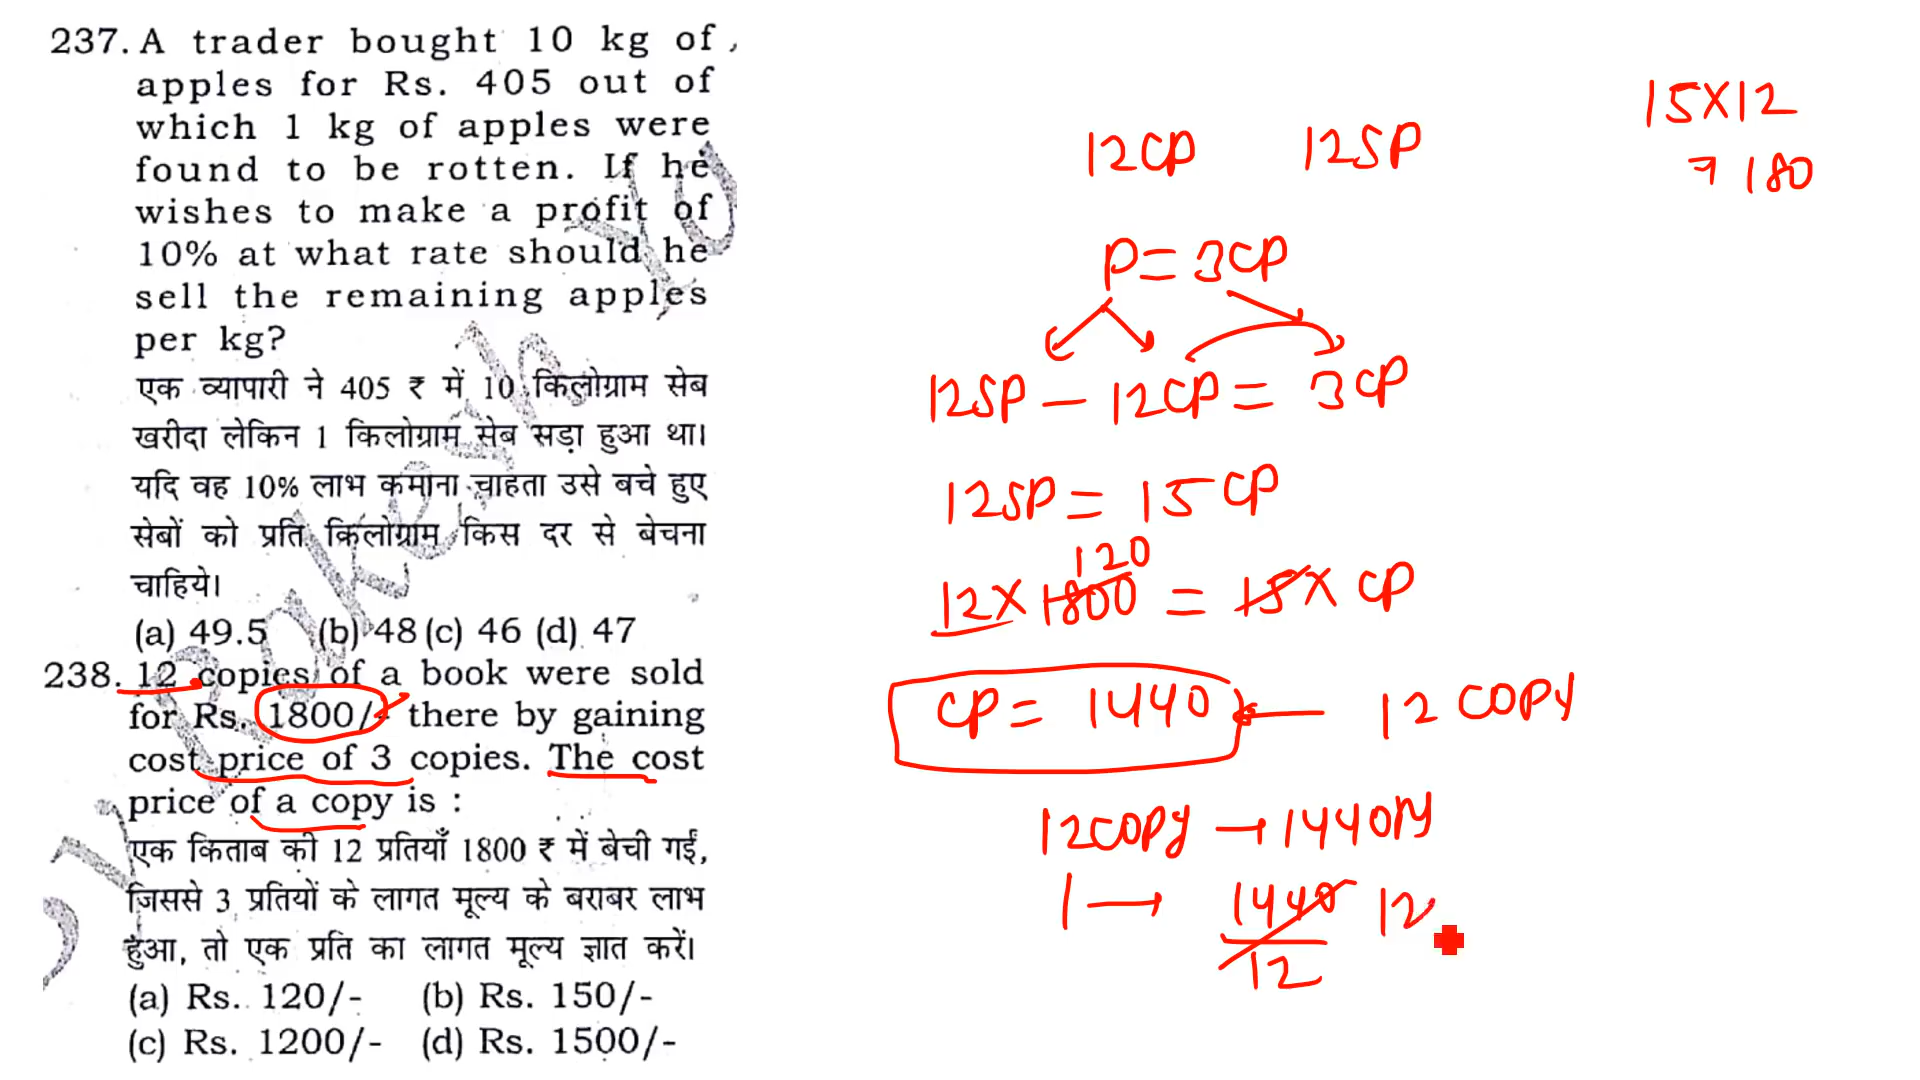 237. A trader bought 10 kg of
apples for Rs. 405 out of
which 1 kg of apples were
found to be rotten. If he
wishes to make a profit of
10% at what rate should he
sell the remaining apples
per kg?
एक व्यापारी ने 405 ₹ में 10 किलोग्राम सेब
खरीदा लेकिन 1 किलोग्राम सेब सड़ा हुआ था।
यदि वह 10% लाभ कमाना चाहता उसे बचे हुए
सेबों को प्रति किलोग्राम किस दर से बेचना
चाहिये।
(a) 49.5 (b) 48 (c) 46 (d) 47
238. 12 copies of a book were sold
for Rs. 1800/- there by gaining
cost price of 3 copies. The cost
price of a copy is :
एक किताब की 12 प्रतियाँ 1800 ₹ में बेची गईं,
जिससे 3 प्रतियों के लागत मूल्य के बराबर लाभ
हुआ, तो एक प्रति का लागत मूल्य ज्ञात करें।
(a) Rs. 120/- (b) Rs. 150/-
(c) Rs. 1200/- (d) Rs. 1500/-
15X12
180
12CP 12SP
P = 3CP
12SP - 12CP = 3CP
12SP = 15CP
120
12X 1800 = 15X CP
CP = 1440 ← 12 COPY
12COPY → 1440
1 → 1440 12
12